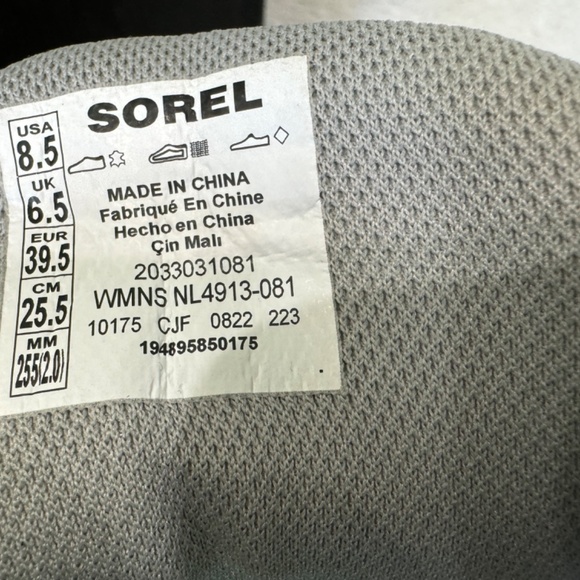 SOREL
USA
8.5
UK
6.5
EUR
39.5
CM
25.5
MM
255(2.0)
MADE IN CHINA
Fabriqué En Chine
Hecho en China
Çin Malı
2033031081
WMNS NL4913-081
10175 CJF 0822 223
194895850175